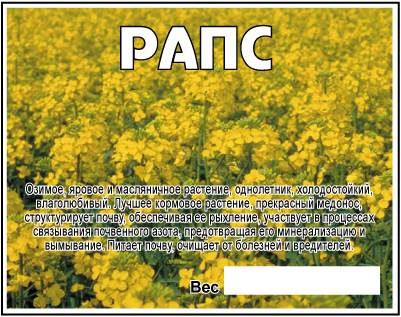 РАПС
Озимое, яровое и масляничное растение, однолетник, холодостойкий,
влаголюбивый. Лучшее кормовое растение, прекрасный медонос,
структурирует почву, обеспечивая ее рыхление, участвует в процессах
связывания почвенного азота, предотвращая его минерализацию и
вымывание. Питает почву, очищает от болезней и вредителей.
Вес